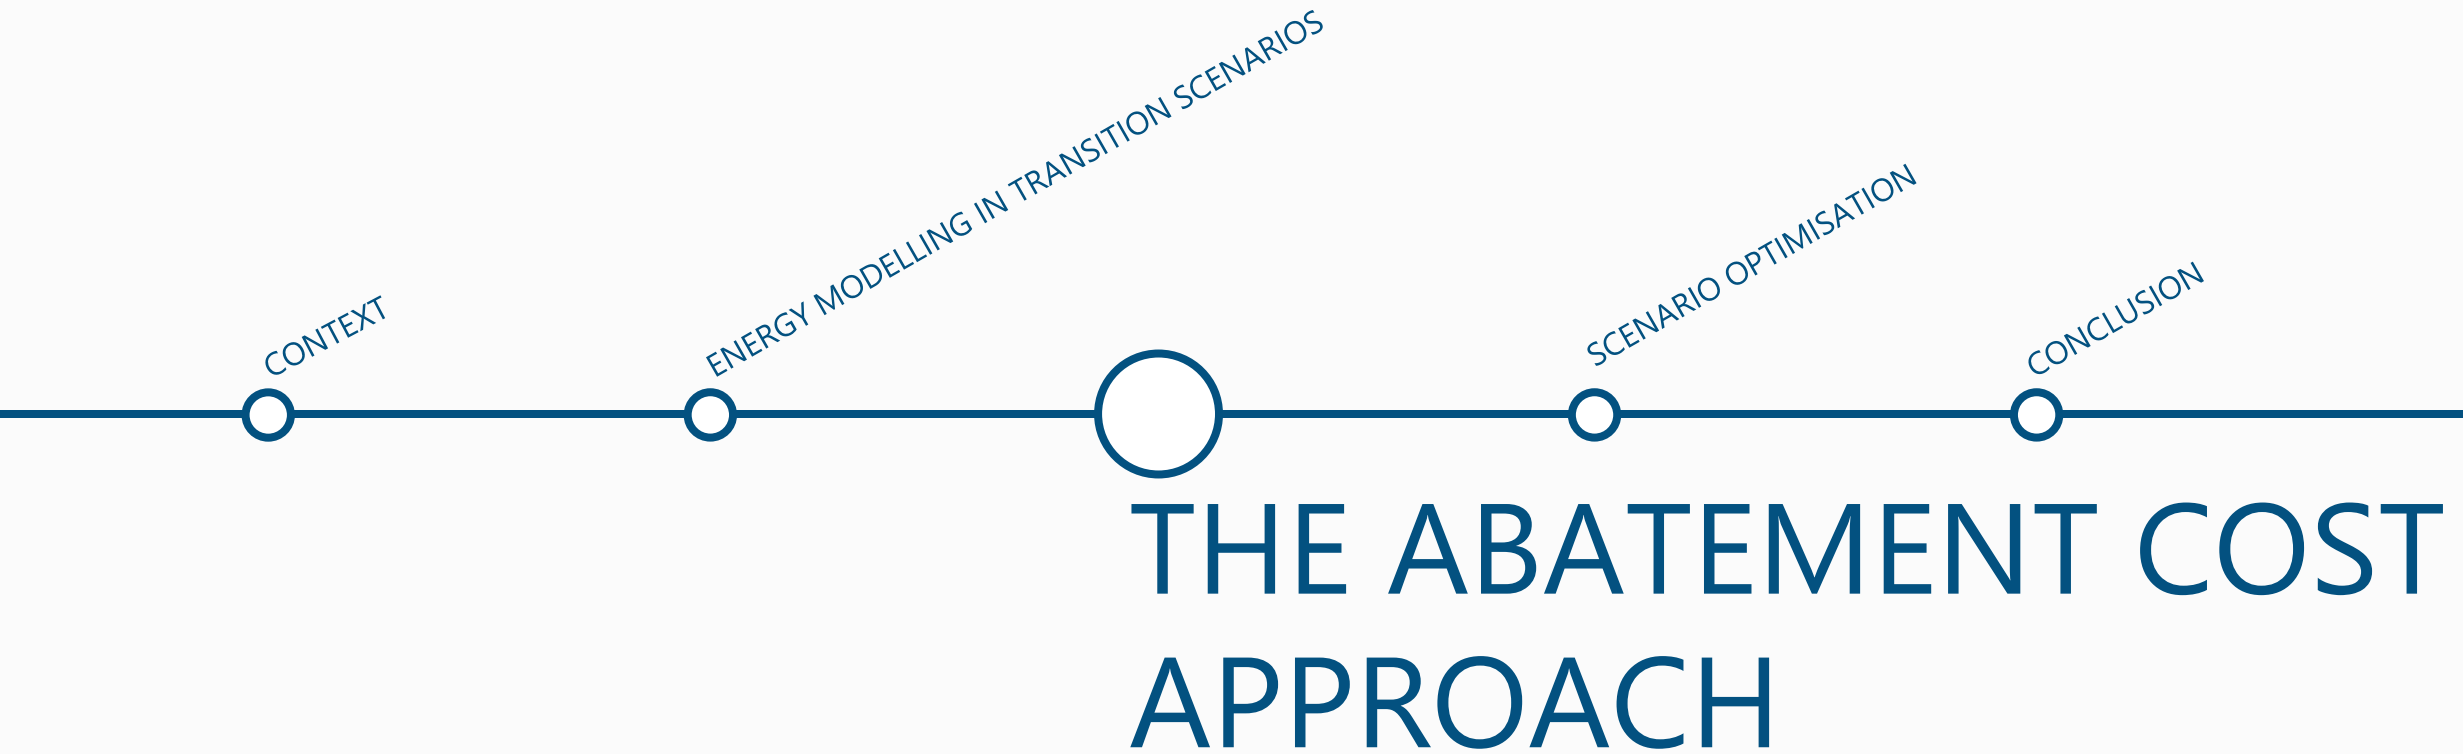 CONTEXT
ENERGY MODELLING IN TRANSITION SCENARIOS
THE ABATEMENT COST
APPROACH
SCENARIO OPTIMISATION
CONCLUSION